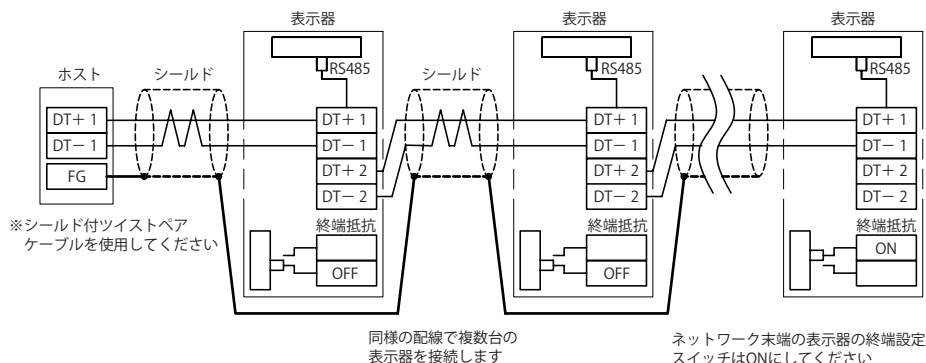 表示器
表示器
表示器
RS485
RS485
RS485
ホスト
シールド
シールド
DT+ 1
DT- 1
FG
DT+ 1
DT- 1
DT+ 2
DT- 2
DT+ 1
DT- 1
DT+ 2
DT- 2
DT+ 1
DT- 1
※シールド付ツイストペア
ケーブルを使用してください
終端抵抗
OFF
終端抵抗
OFF
終端抵抗
ON
同様の配線で複数台の
表示器を接続します
ネットワーク末端の表示器の終端設定
スイッチはONにしてください